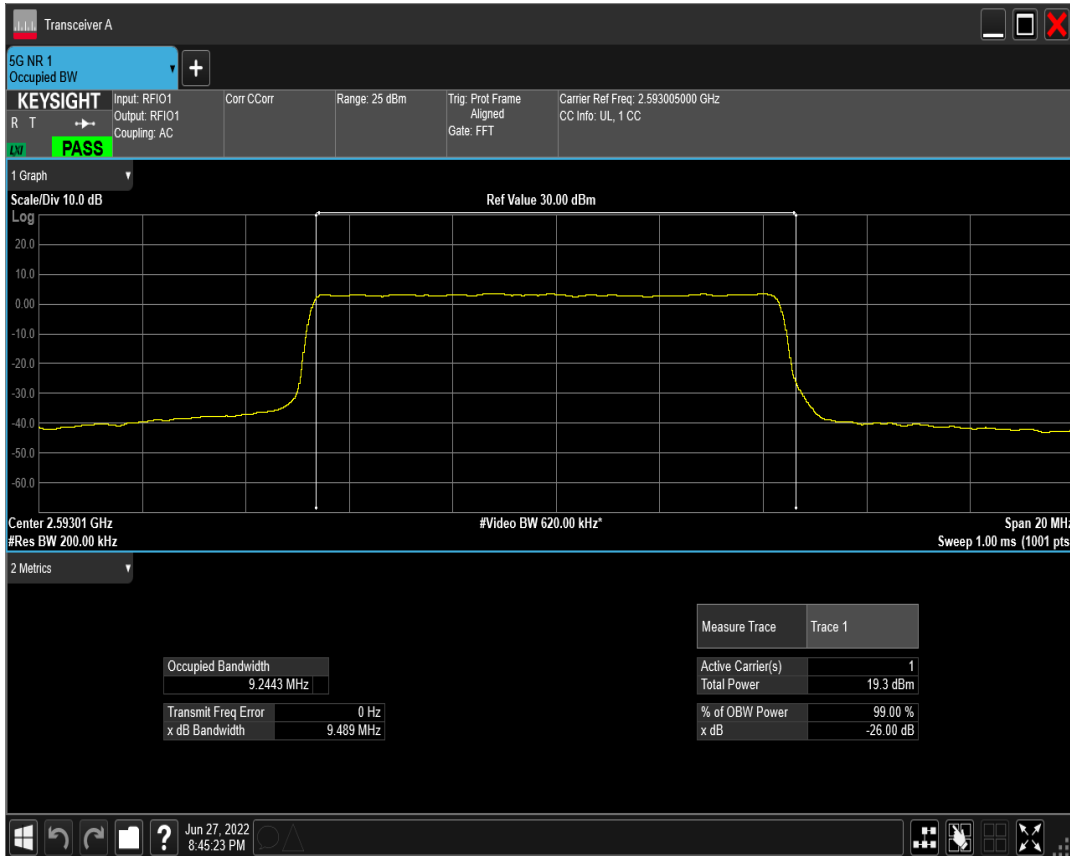 Transceiver A
5G NR 1
Occupied BW
KEYSIGHT
R T
LXI
PASS
Input: RFIO1
Output: RFIO1
Coupling: AC
Corr CCorr
Range: 25 dBm
Trig: Prot Frame
Aligned
Gate: FFT
Carrier Ref Freq: 2.593005000 GHz
CC Info: UL, 1 CC
1 Graph
Scale/Div 10.0 dB
Ref Value 30.00 dBm
Log
20.0
10.0
0.00
-10.0
-20.0
-30.0
-40.0
-50.0
-60.0
Center 2.59301 GHz
#Video BW 620.00 kHz*
Span 20 MHz
#Res BW 200.00 kHz
Sweep 1.00 ms (1001 pts
2 Metrics
Measure Trace Trace 1
Occupied Bandwidth
9.2443 MHz
Active Carrier(s) 1
Total Power 19.3 dBm
Transmit Freq Error 0 Hz
x dB Bandwidth 9.489 MHz
% of OBW Power 99.00 %
x dB -26.00 dB
?
Jun 27, 2022
8:45:23 PM